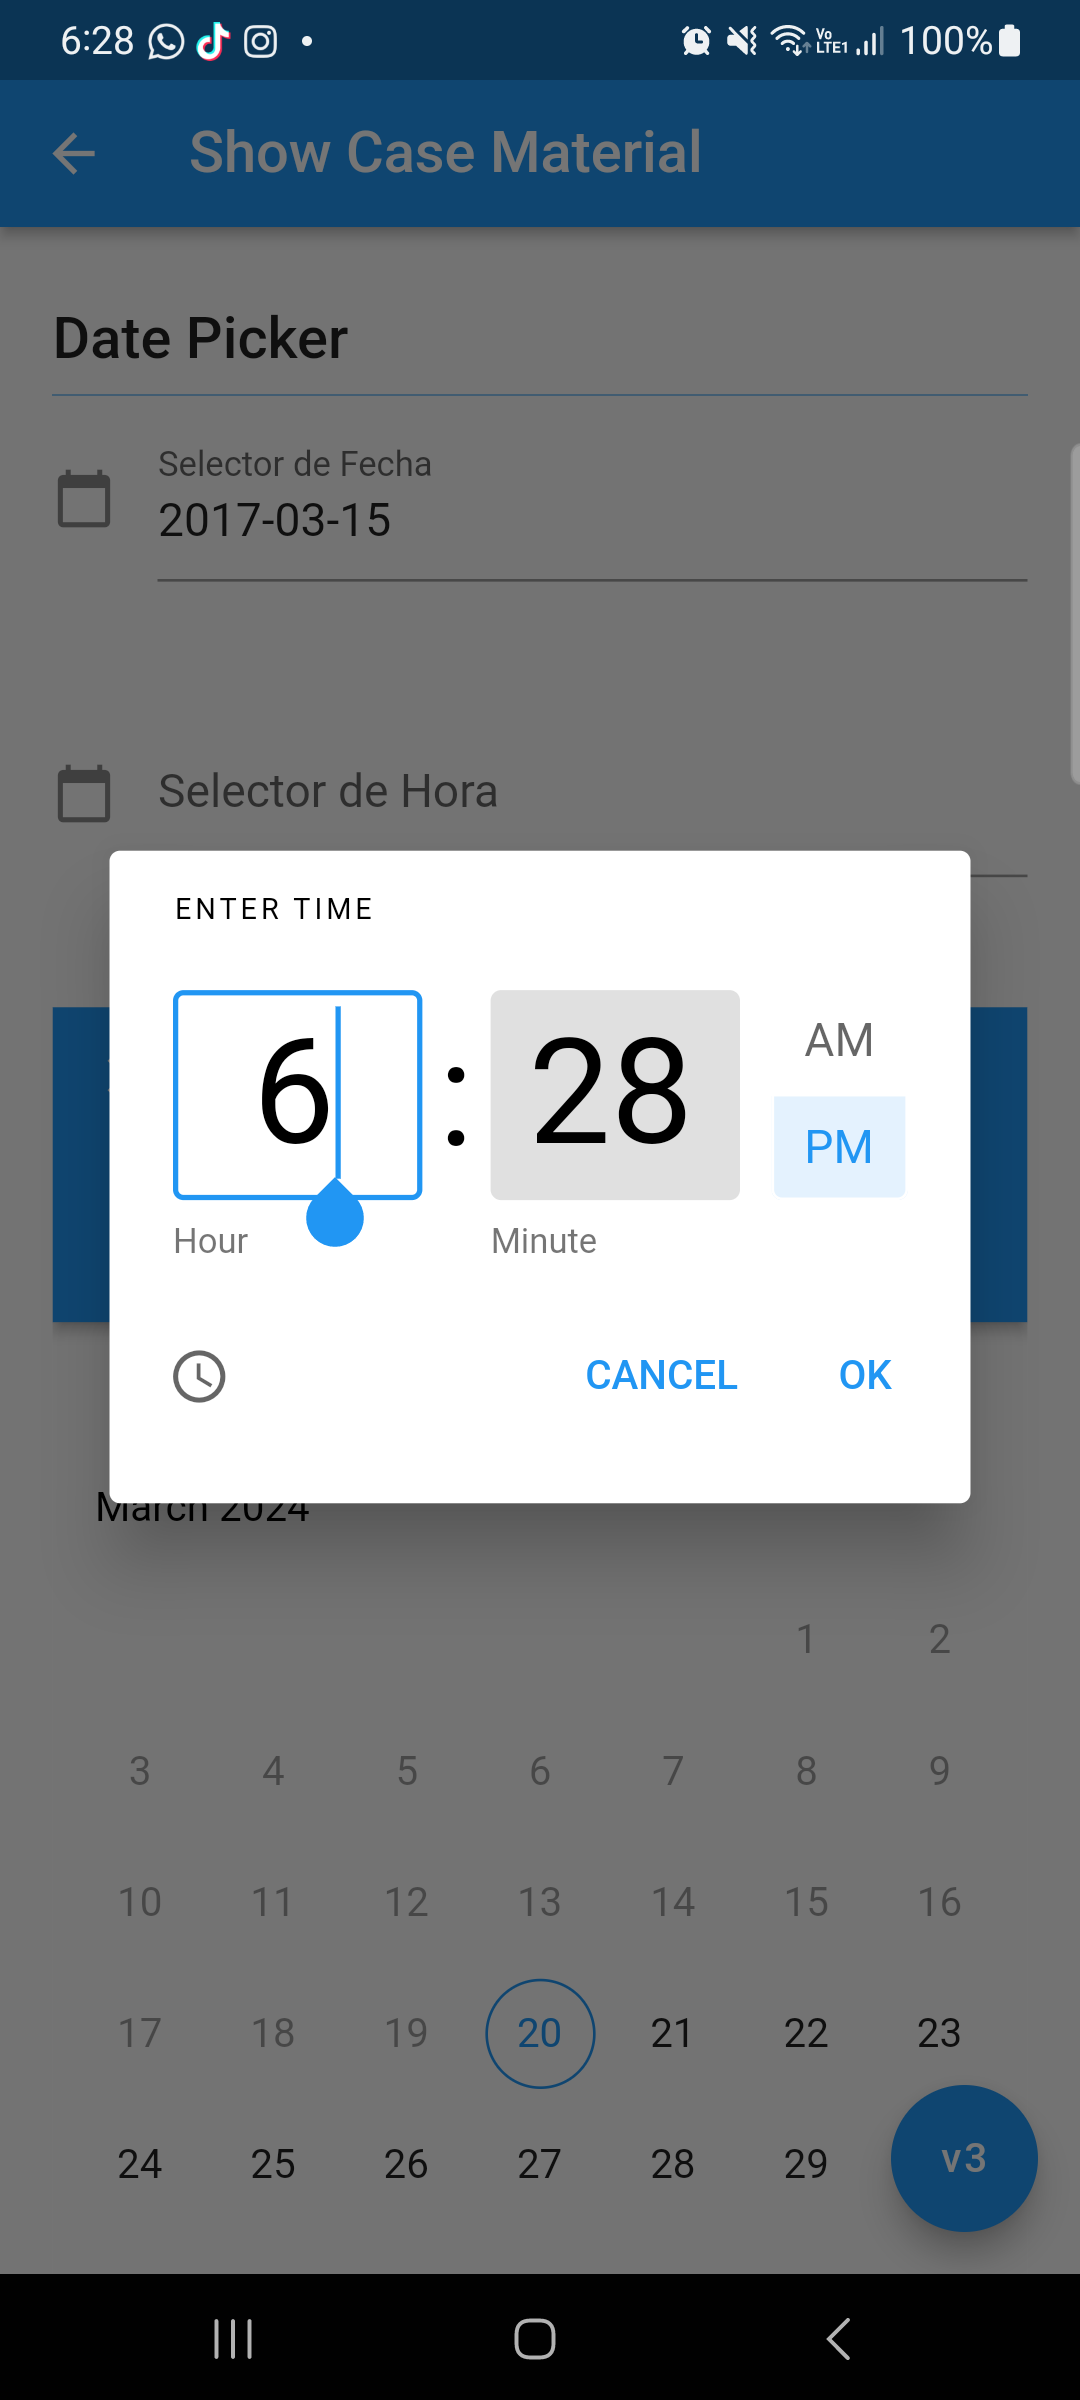 6:28 Vo LTE1 100%
Show Case Material
Date Picker
Selector de Fecha
2017-03-15
Selector de Hora
ENTER TIME
6 : 28 AM
PM
Hour Minute
CANCEL OK
March 2024
1 2
3 4 5 6 7 8 9
10 11 12 13 14 15 16
17 18 19 20 21 22 23
24 25 26 27 28 29
v3